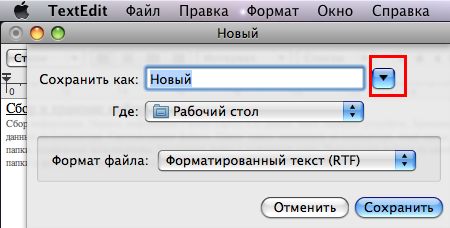 TextEdit Файл Правка Формат Окно Справка
Новый
Сохранить как: Новый
Где: Рабочий стол
Формат файла: Форматированный текст (RTF)
Отменить Сохранить